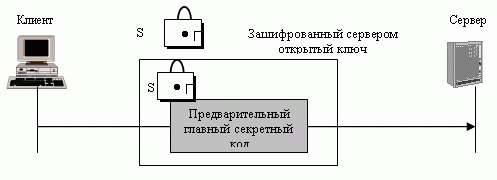 Клиент
Сервер
S
Зашифрованный сервером
открытый ключ
S
Предварительный
главный секретный
код